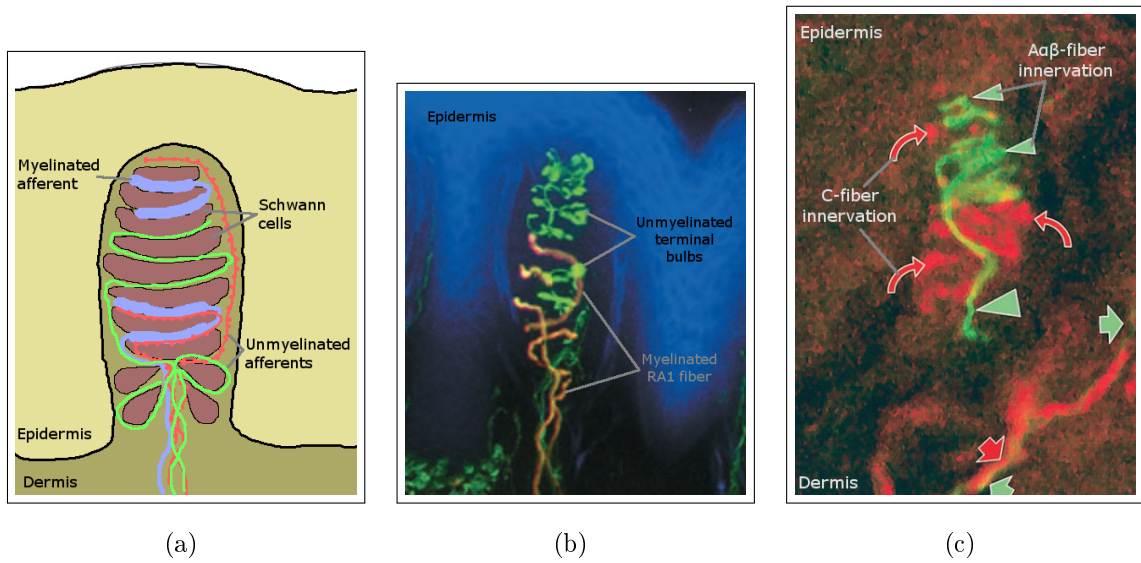 Myelinated
afferent
Schwann
cells
Unmyelinated
afferents
Epidermis
Dermis
(a)
Epidermis
Unmyelinated
terminal
bulbs
Myelinated
RA1 fiber
(b)
Epidermis
Aαβ-fiber
innervation
C-fiber
innervation
Dermis
(c)